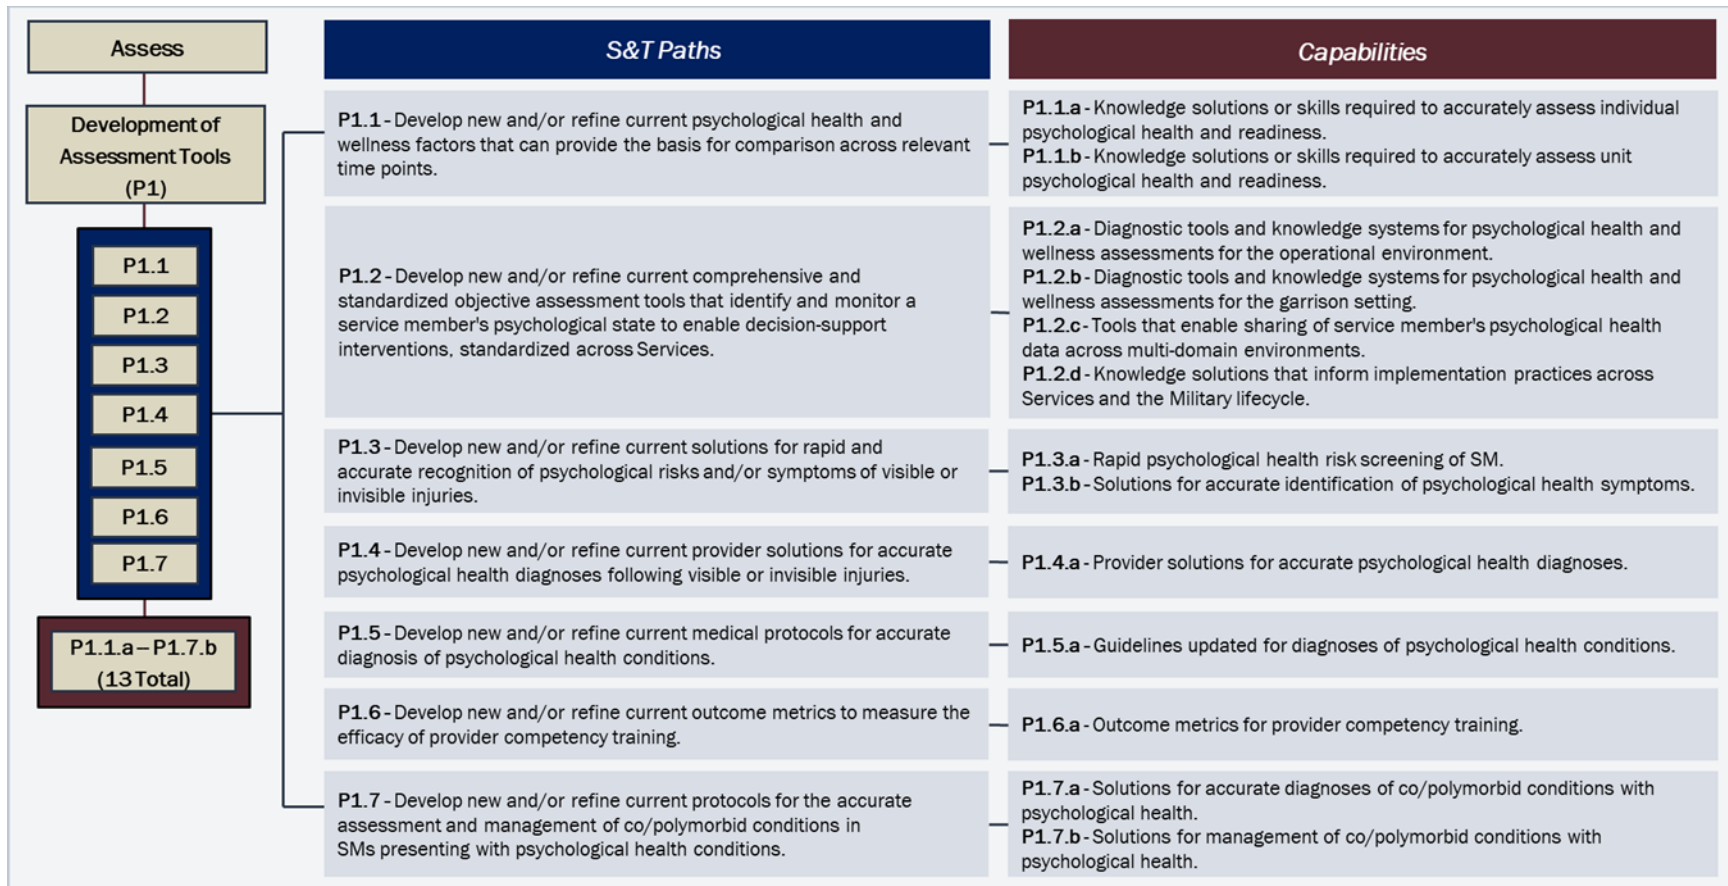 Assess
Development of
Assessment Tools
(P1)
P1.1
P1.2
P1.3
P1.4
P1.5
P1.6
P1.7
P1.1.a – P1.7.b
(13 Total)
S&T Paths
Capabilities
P1.1 - Develop new and/or refine current psychological health and
wellness factors that can provide the basis for comparison across relevant
time points.
P1.1.a - Knowledge solutions or skills required to accurately assess individual
psychological health and readiness.
P1.1.b - Knowledge solutions or skills required to accurately assess unit
psychological health and readiness.
P1.2 - Develop new and/or refine current comprehensive and
standardized objective assessment tools that identify and monitor a
service member's psychological state to enable decision-support
interventions, standardized across Services.
P1.2.a - Diagnostic tools and knowledge systems for psychological health and
wellness assessments for the operational environment.
P1.2.b - Diagnostic tools and knowledge systems for psychological health and
wellness assessments for the garrison setting.
P1.2.c - Tools that enable sharing of service member's psychological health
data across multi-domain environments.
P1.2.d - Knowledge solutions that inform implementation practices across
Services and the Military lifecycle.
P1.3 - Develop new and/or refine current solutions for rapid and
accurate recognition of psychological risks and/or symptoms of visible or
invisible injuries.
P1.3.a - Rapid psychological health risk screening of SM.
P1.3.b - Solutions for accurate identification of psychological health symptoms.
P1.4 - Develop new and/or refine current provider solutions for accurate
psychological health diagnoses following visible or invisible injuries.
P1.4.a - Provider solutions for accurate psychological health diagnoses.
P1.5 - Develop new and/or refine current medical protocols for accurate
diagnosis of psychological health conditions.
P1.5.a - Guidelines updated for diagnoses of psychological health conditions.
P1.6 - Develop new and/or refine current outcome metrics to measure the
efficacy of provider competency training.
P1.6.a - Outcome metrics for provider competency training.
P1.7 - Develop new and/or refine current protocols for the accurate
assessment and management of co/polymorbid conditions in
SMs presenting with psychological health conditions.
P1.7.a - Solutions for accurate diagnoses of co/polymorbid conditions with
psychological health.
P1.7.b - Solutions for management of co/polymorbid conditions with
psychological health.